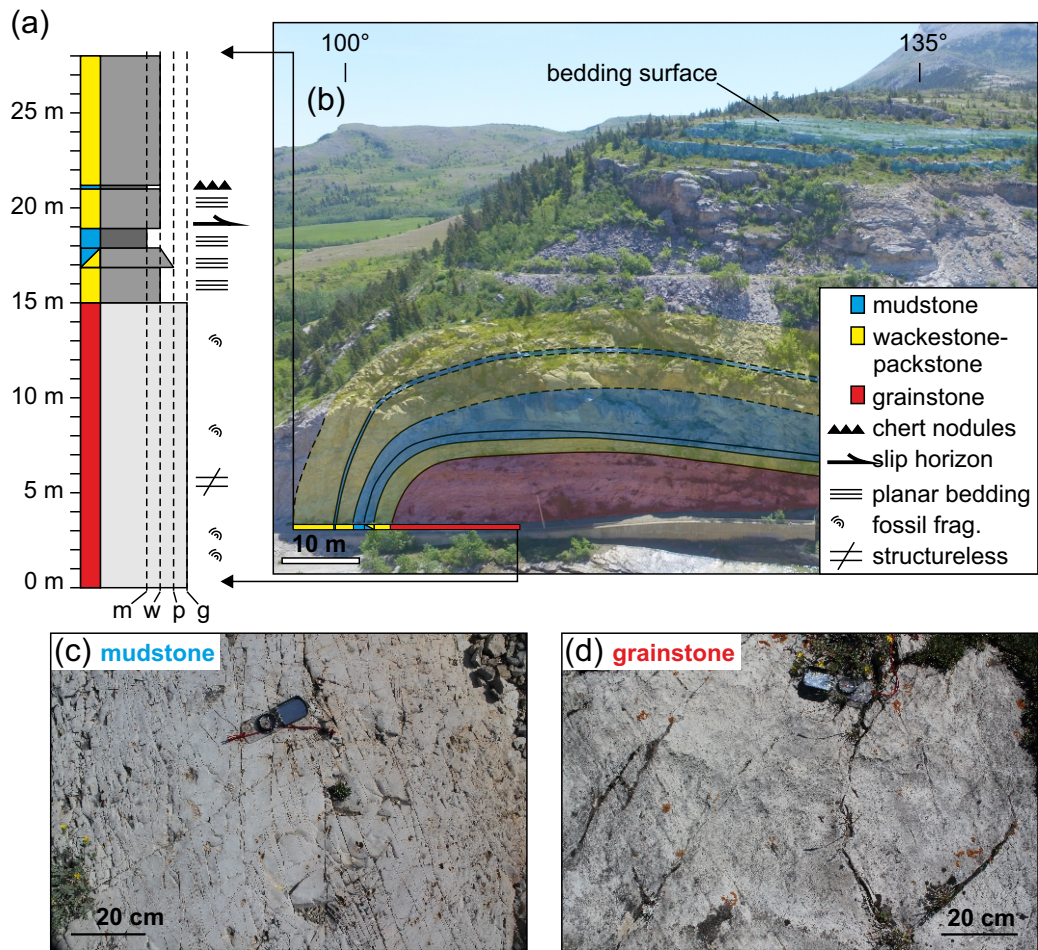 (a)
25 m
20 m
15 m
10 m
5 m
0 m
m w p g
100°
135°
bedding surface
(b)
10 m
mudstone
wackestone-
packstone
grainstone
chert nodules
slip horizon
planar bedding
fossil frag.
structureless
(c) mudstone
20 cm
(d) grainstone
20 cm